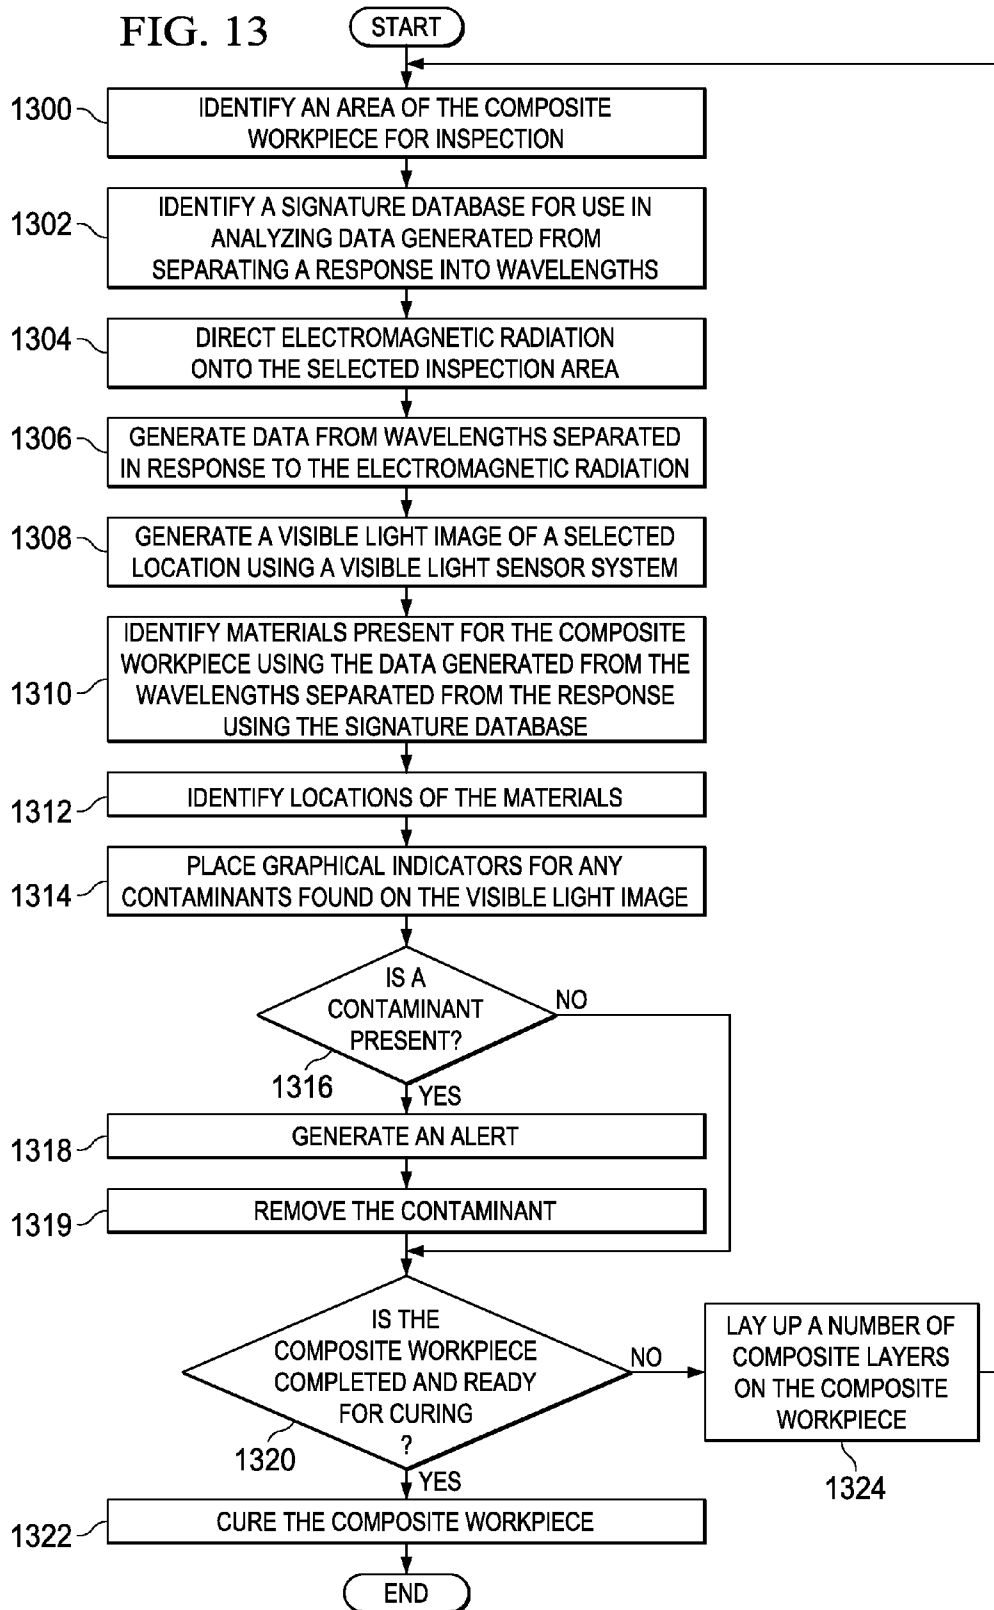 FIG. 13
START
1300
IDENTIFY AN AREA OF THE COMPOSITE
WORKPIECE FOR INSPECTION
1302
IDENTIFY A SIGNATURE DATABASE FOR USE IN
ANALYZING DATA GENERATED FROM
SEPARATING A RESPONSE INTO WAVELENGTHS
1304
DIRECT ELECTROMAGNETIC RADIATION
ONTO THE SELECTED INSPECTION AREA
1306
GENERATE DATA FROM WAVELENGTHS SEPARATED
IN RESPONSE TO THE ELECTROMAGNETIC RADIATION
1308
GENERATE A VISIBLE LIGHT IMAGE OF A SELECTED
LOCATION USING A VISIBLE LIGHT SENSOR SYSTEM
1310
IDENTIFY MATERIALS PRESENT FOR THE COMPOSITE
WORKPIECE USING THE DATA GENERATED FROM THE
WAVELENGTHS SEPARATED FROM THE RESPONSE
USING THE SIGNATURE DATABASE
1312
IDENTIFY LOCATIONS OF THE MATERIALS
1314
PLACE GRAPHICAL INDICATORS FOR ANY
CONTAMINANTS FOUND ON THE VISIBLE LIGHT IMAGE
IS A
CONTAMINANT
PRESENT?
NO
1316
YES
1318
GENERATE AN ALERT
1319
REMOVE THE CONTAMINANT
IS THE
COMPOSITE WORKPIECE
COMPLETED AND READY
FOR CURING
?
NO
1320
YES
LAY UP A NUMBER OF
COMPOSITE LAYERS
ON THE COMPOSITE
WORKPIECE
1324
1322
CURE THE COMPOSITE WORKPIECE
END